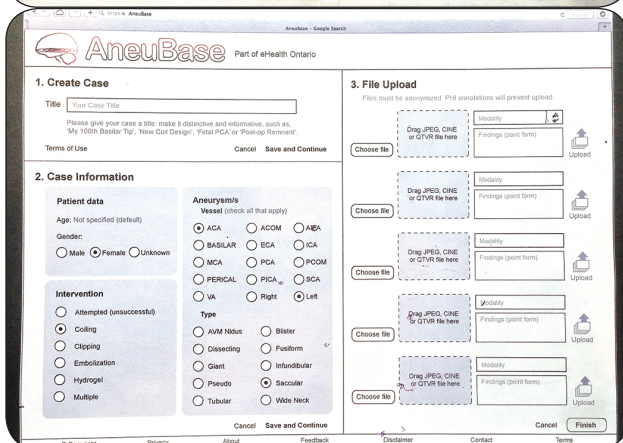 https AneuBase
AneuBase – Google Search
AneuBase Part of eHealth Ontario
1. Create Case
Title Your Case Title
Please give your case a title: make it distinctive and informative, such as,
'My 100th Basilar Tip', 'New Coil Design', 'Fetal PCA' or 'Post-op Remnant'.
Terms of Use Cancel Save and Continue
2. Case Information
Patient data
Age: Not specified (default)
Gender:
Male Female Unknown
Intervention
Attempted (unsuccessful)
Coiling
Clipping
Embolization
Hydrogel
Multiple
Aneurysm/s
Vessel (check all that apply)
ACA ACOM AICA
BASILAR ECA ICA
MCA PCA PCOM
PERICAL PICA SCA
VA Right Left
Type
AVM Nidus Blister
Dissecting Fusiform
Giant Infundibular
Pseudo Saccular
Tubular Wide Neck
Cancel Save and Continue
3. File Upload
Files must be anonymized. PHI annotations will prevent upload.
Choose file
Drag JPEG, CINE
or QTVR file here
Modality
Findings (point form)
Upload
Choose file
Drag JPEG, CINE
or QTVR file here
Modality
Findings (point form)
Upload
Choose file
Drag JPEG, CINE
or QTVR file here
Modality
Findings (point form)
Upload
Choose file
Drag JPEG, CINE
or QTVR file here
Modality
Findings (point form)
Upload
Choose file
Drag JPEG, CINE
or QTVR file here
Modality
Findings (point form)
Upload
Cancel Finish
© Copyright Privacy About Feedback Disclaimer Contact Terms